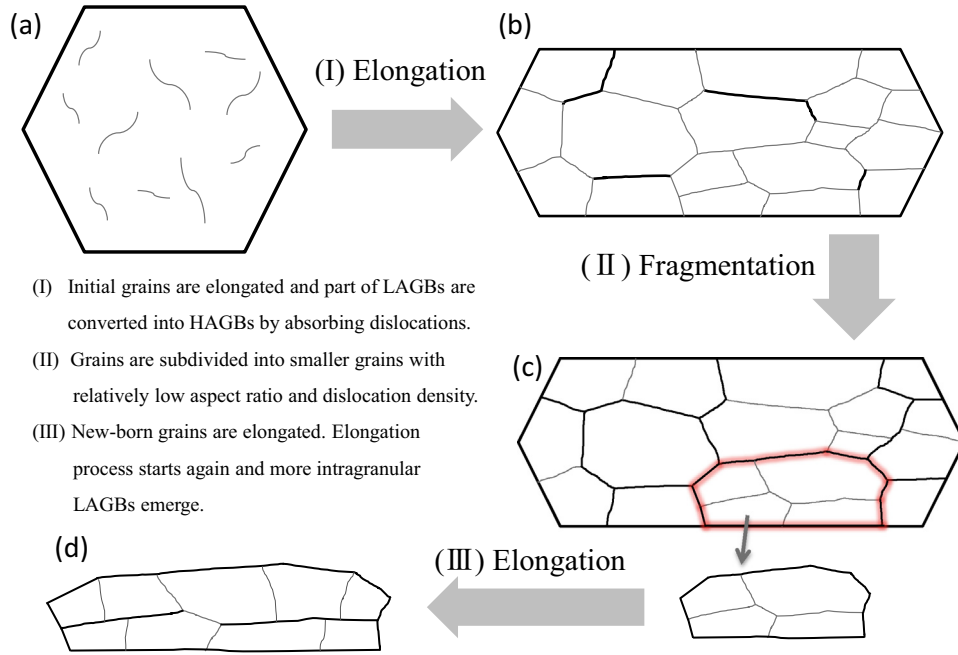 (a)
(I) Elongation
(b)
(II) Fragmentation
(I) Initial grains are elongated and part of LAGBs are
converted into HAGBs by absorbing dislocations.
(II) Grains are subdivided into smaller grains with
relatively low aspect ratio and dislocation density.
(III) New-born grains are elongated. Elongation
process starts again and more intragranular
LAGBs emerge.
(c)
(d)
(III) Elongation